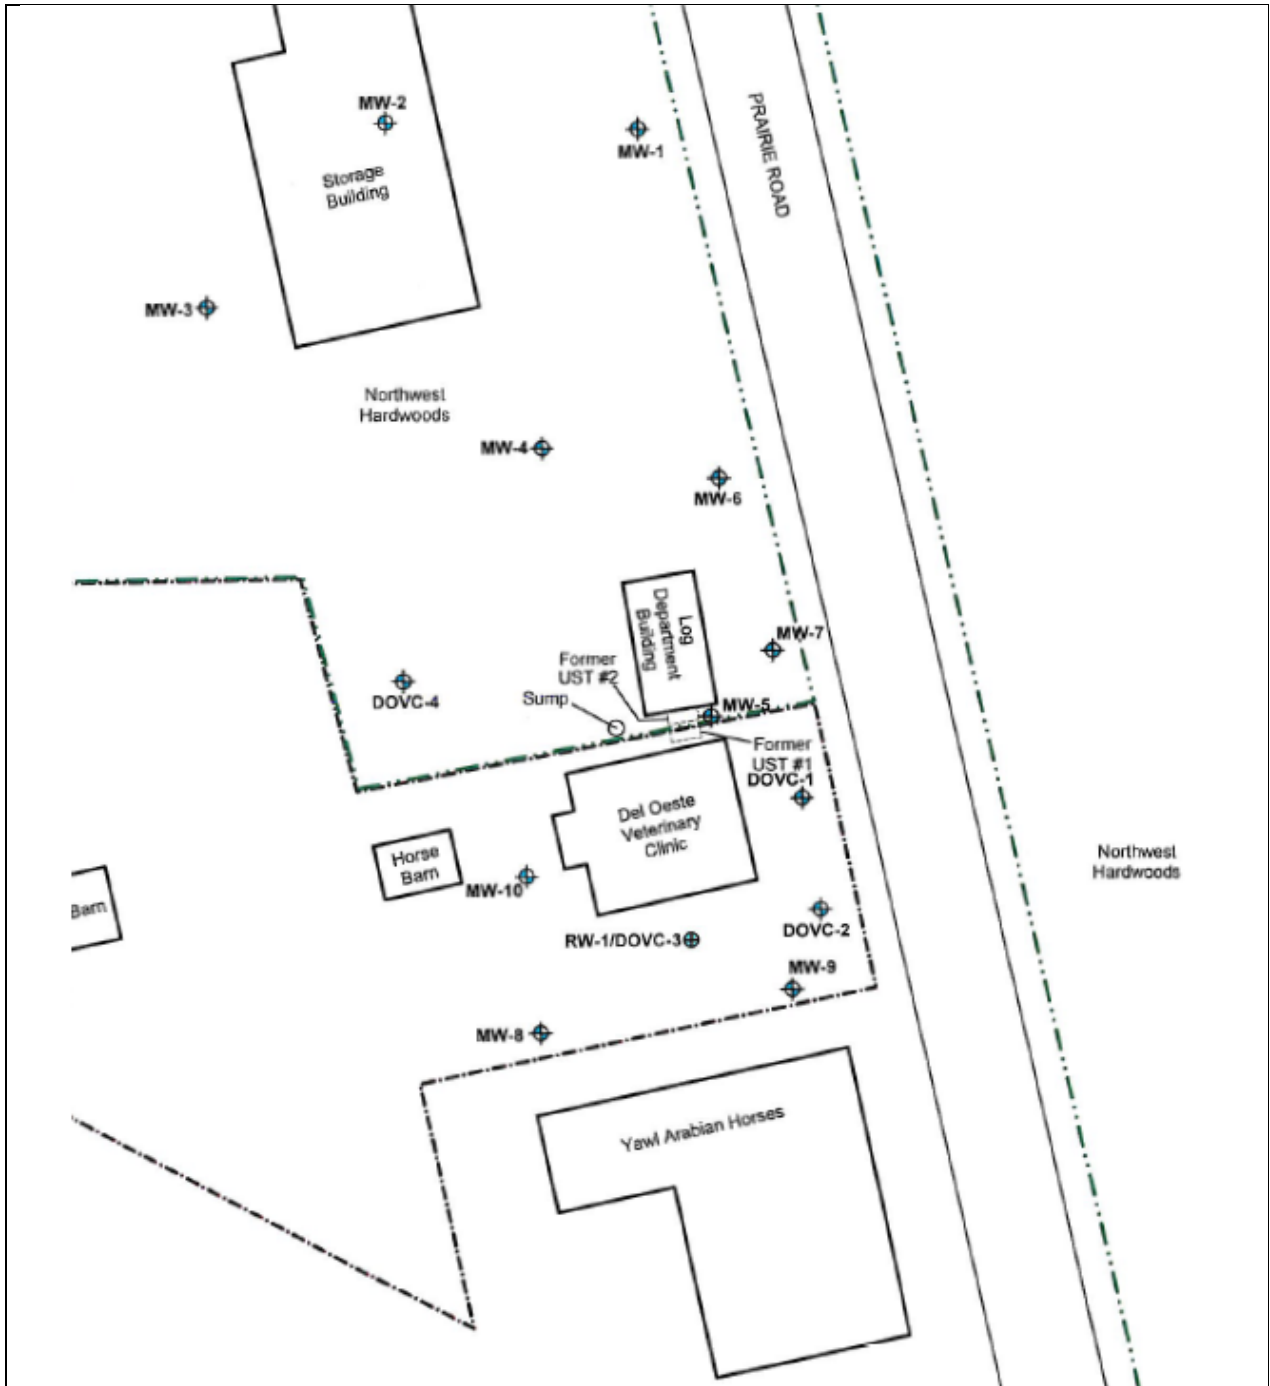 MW-2
MW-1
PRAIRIE ROAD
Storage
Building
MW-3
Northwest
Hardwoods
MW-4
MW-6
Log
Department
Building
MW-7
Former
UST #2
DOVC-4
Sump
MW-5
Former
UST #1
DOVC-1
Del Oeste
Veterinary
Clinic
Horse
Barn
Northwest
Hardwoods
MW-10
Barn
DOVC-2
RW-1/DOVC-3
MW-9
MW-8
Yawl Arabian Horses